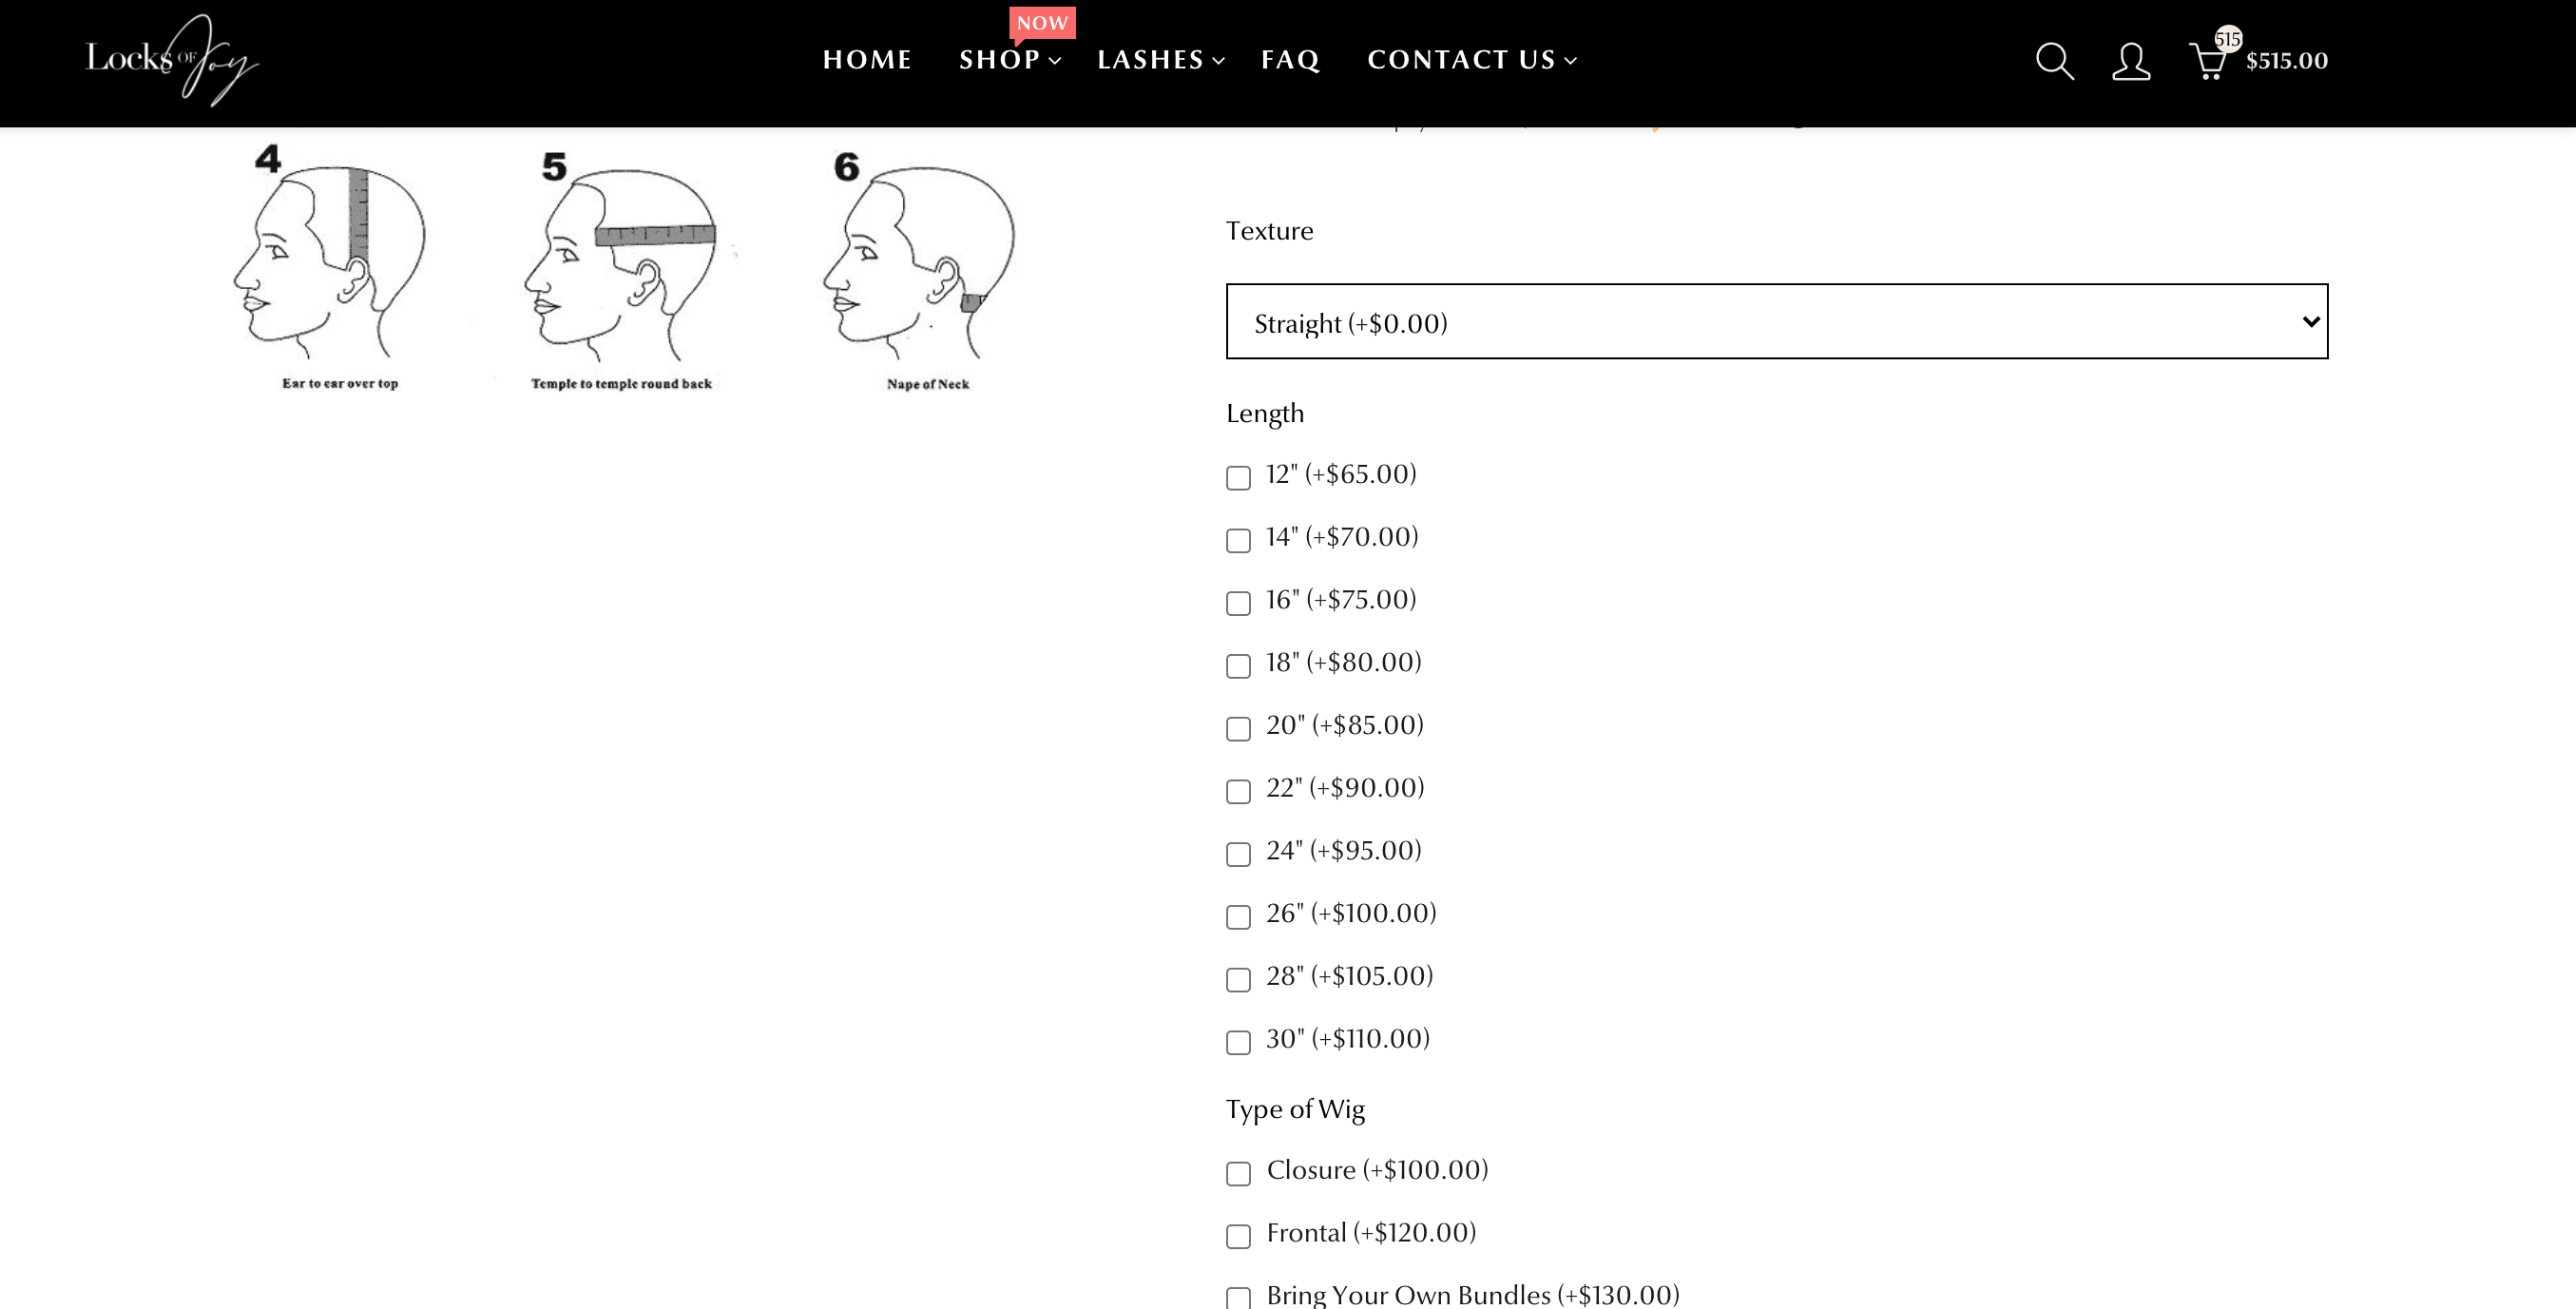 Locks OF Joy
NOW
HOME SHOP LASHES FAQ CONTACT US
515
$515.00
4 5 6
Ear to ear over top Temple to temple round back Nape of Neck
Texture
Straight (+$0.00)
Length
12" (+$65.00)
14" (+$70.00)
16" (+$75.00)
18" (+$80.00)
20" (+$85.00)
22" (+$90.00)
24" (+$95.00)
26" (+$100.00)
28" (+$105.00)
30" (+$110.00)
Type of Wig
Closure (+$100.00)
Frontal (+$120.00)
Bring Your Own Bundles (+$130.00)